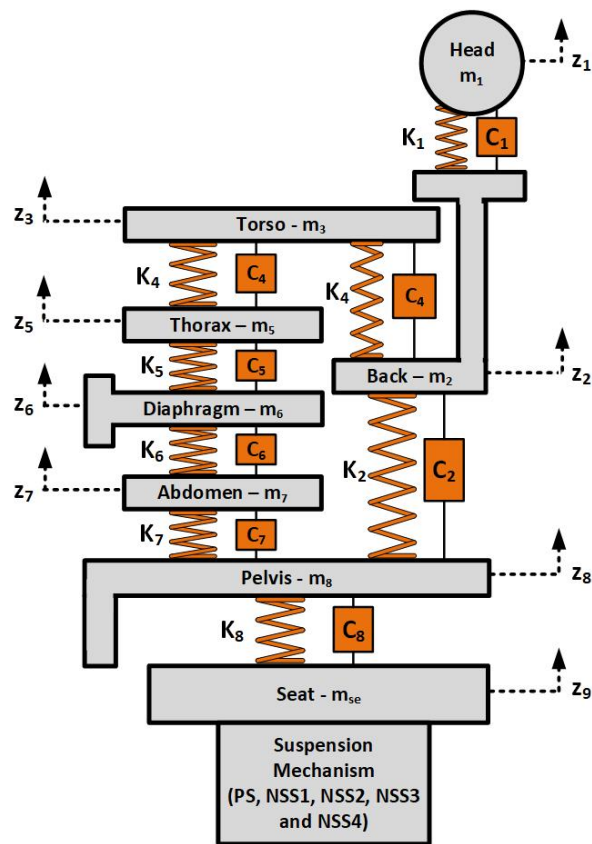 Head
m₁
z₁
K₁
C₁
z₃
Torso - m₃
K₄
C₄
K₄
C₄
z₅
Thorax – m₅
K₅
C₅
Back – m₂
z₂
z₆
Diaphragm – m₆
K₆
C₆
K₂
C₂
z₇
Abdomen – m₇
K₇
C₇
Pelvis - m₈
z₈
K₈
C₈
Seat - mₛₑ
z₉
Suspension
Mechanism
(PS, NSS1, NSS2, NSS3
and NSS4)